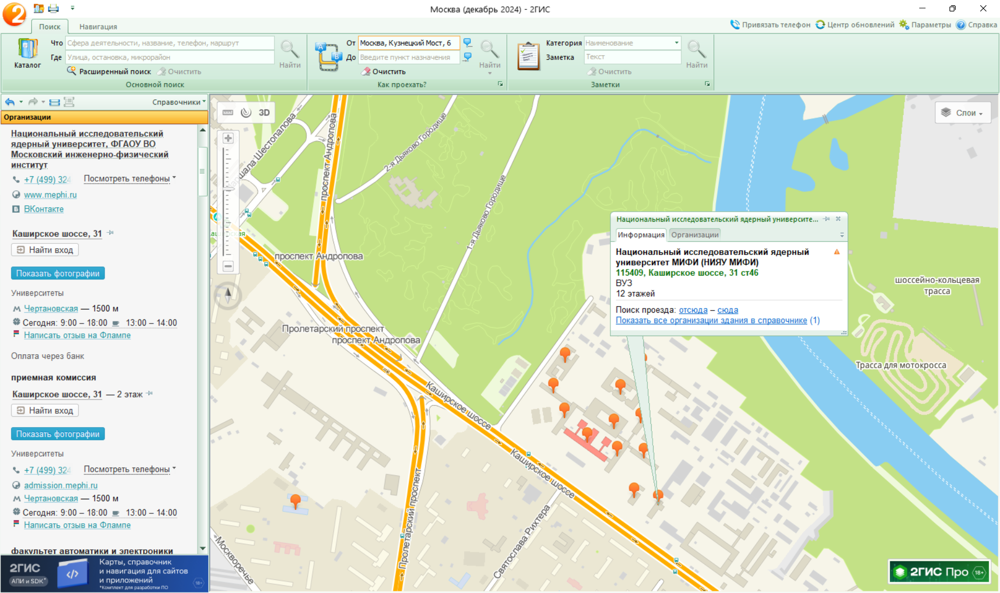 Москва (декабрь 2024) - 2ГИС
Поиск
Навигация
Привязать телефон
Центр обновлений
Параметры
Справка
Каталог
Что
Сфера деятельности, название, телефон, маршрут
Где
Улица, остановка, микрорайон
Найти
Расширенный поиск
Очистить
Основной поиск
От
Москва, Кузнецкий Мост, 6
До
Введите пункт назначения
Найти
Очистить
Как проехать?
Категория
Наименование
Заметка
Текст
Найти
Очистить
Заметки
Справочники
Организации
Национальный исследовательский
ядерный университет, ФГАОУ ВО
Московский инженерно-физический
институт
+7 (499) 324
Посмотреть телефоны
www.mephi.ru
ВКонтакте
Каширское шоссе, 31
Найти вход
Показать фотографии
Университеты
Чертановская — 1500 м
Сегодня: 9:00 – 18:00 13:00 – 14:00
Написать отзыв на Флампе
Оплата через банк
приемная комиссия
Каширское шоссе, 31 — 2 этаж
Найти вход
Показать фотографии
Университеты
+7 (499) 324
Посмотреть телефоны
admission.mephi.ru
Чертановская — 1500 м
Сегодня: 9:00 – 18:00 13:00 – 14:00
Написать отзыв на Флампе
факультет автоматики и электроники
2ГИС
АПИ и SDK*
Карты, справочник
и навигация для сайтов
и приложений
*Комплект для разработки ПО
18+
3D
Слои
проспект Андропова
2-я Дьяково Городище
1-я Дьяково Городище
проспект Андропова
проспект Андропова
Пролетарский проспект
проспект Андропова
Каширское шоссе
Каширское шоссе
Пролетарский проспект
Святослава Рихтера
Москворечье
шоссейно-кольцевая
трасса
Трасса для мотокросса
Национальный исследовательский ядерный университе...
Информация
Организации
Национальный исследовательский ядерный
университет МИФИ (НИЯУ МИФИ)
115409, Каширское шоссе, 31 ст46
ВУЗ
12 этажей
Поиск проезда: отсюда – сюда
Показать все организации здания в справочнике (1)
2ГИС Про 18+